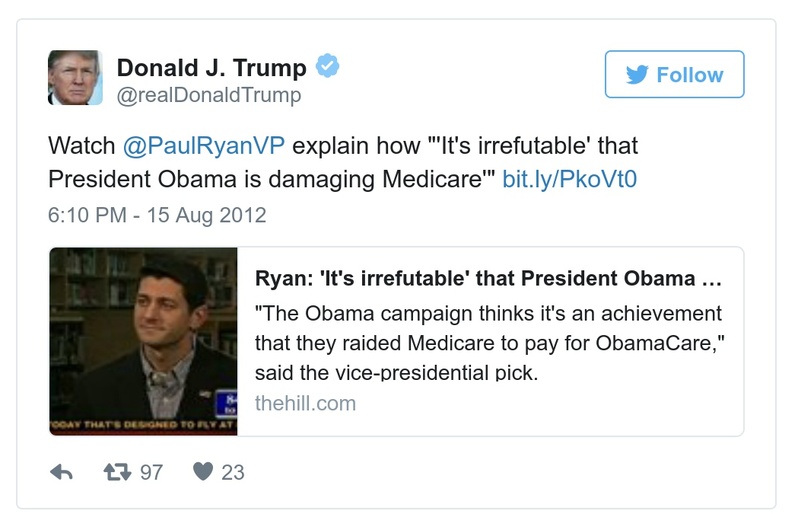 Donald J. Trump
@realDonaldTrump
Follow
Watch @PaulRyanVP explain how "'It's irrefutable' that
President Obama is damaging Medicare'" bit.ly/PkoVt0
6:10 PM - 15 Aug 2012
Ryan: 'It's irrefutable' that President Obama ...
"The Obama campaign thinks it's an achievement
that they raided Medicare to pay for ObamaCare,"
said the vice-presidential pick.
thehill.com
ODAY THAT'S DESIGNED TO FLY AT
97
23